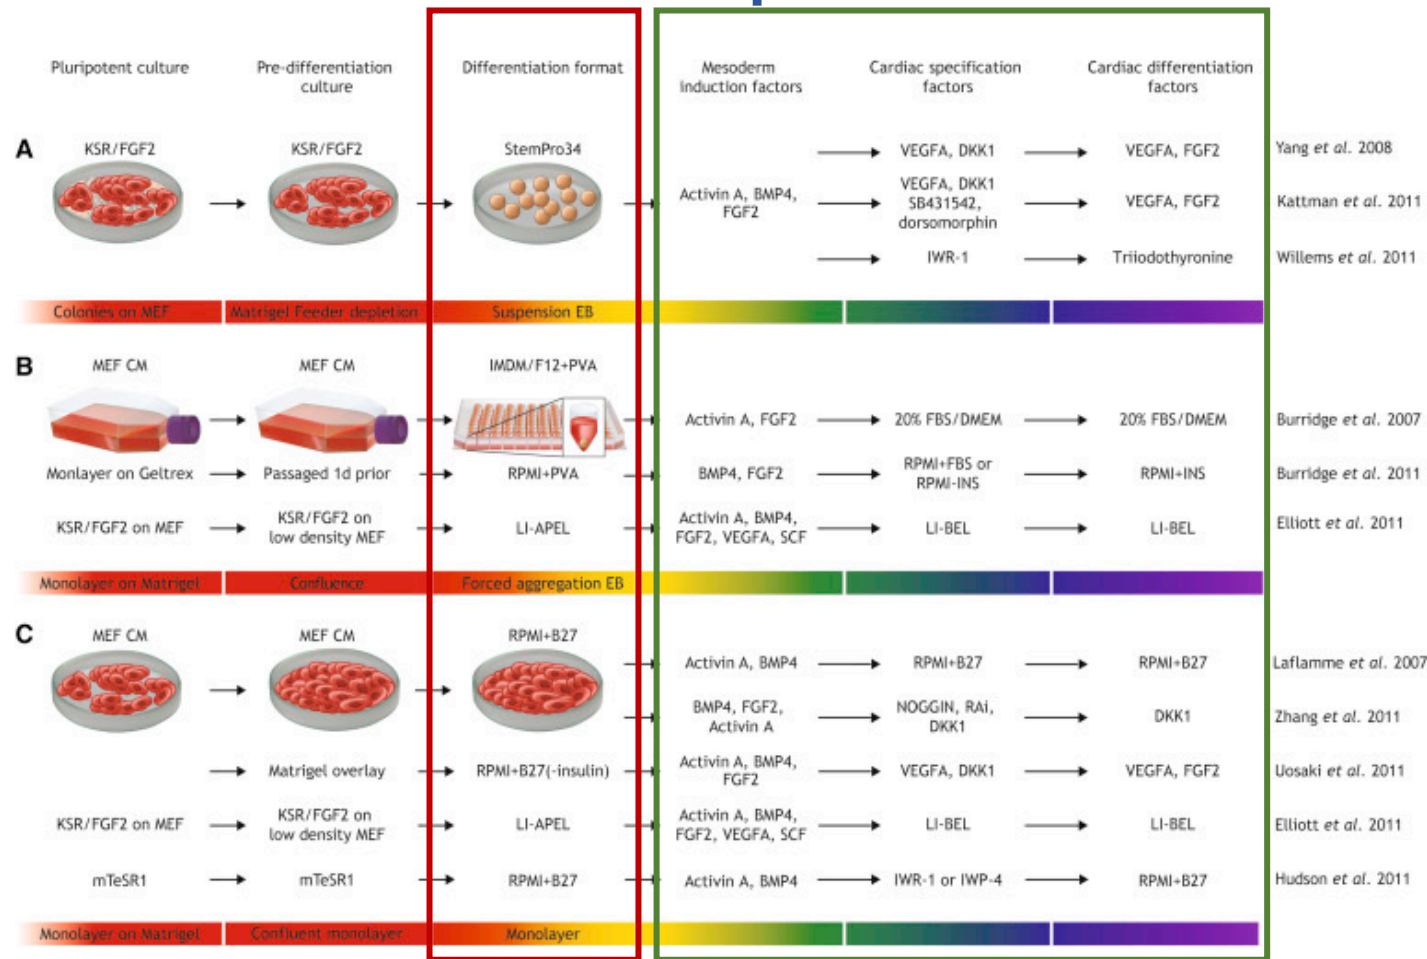 Pluripotent culture
Pre-differentiation
culture
Differentiation format
Mesoderm
induction factors
Cardiac specification
factors
Cardiac differentiation
factors
A
KSR/FGF2
KSR/FGF2
StemPro34
Activin A, BMP4,
FGF2
VEGFA, DKK1
VEGFA, FGF2
Yang et al. 2008
VEGFA, DKK1
SB431542,
dorsomorphin
VEGFA, FGF2
Kattman et al. 2011
IWR-1
Triiodothyronine
Willems et al. 2011
Colonies on MEF
Matrigel Feeder depletion
Suspension EB
B
MEF CM
MEF CM
IMDM/F12+PVA
Activin A, FGF2
20% FBS/DMEM
20% FBS/DMEM
Burridge et al. 2007
Monlayer on Geltrex
Passaged 1d prior
RPMI+PVA
BMP4, FGF2
RPMI+FBS or
RPMI-INS
RPMI+INS
Burridge et al. 2011
KSR/FGF2 on MEF
KSR/FGF2 on
low density MEF
LI-APEL
Activin A, BMP4,
FGF2, VEGFA, SCF
LI-BEL
LI-BEL
Elliott et al. 2011
Monolayer on Matrigel
Confluence
Forced aggregation EB
C
MEF CM
MEF CM
RPMI+B27
Activin A, BMP4
RPMI+B27
RPMI+B27
Laflamme et al. 2007
BMP4, FGF2,
Activin A
NOGGIN, RAi,
DKK1
DKK1
Zhang et al. 2011
Matrigel overlay
RPMI+B27(-insulin)
Activin A, BMP4,
FGF2
VEGFA, DKK1
VEGFA, FGF2
Uosaki et al. 2011
KSR/FGF2 on MEF
KSR/FGF2 on
low density MEF
LI-APEL
Activin A, BMP4,
FGF2, VEGFA, SCF
LI-BEL
LI-BEL
Elliott et al. 2011
mTeSR1
mTeSR1
RPMI+B27
Activin A, BMP4
IWR-1 or IWP-4
RPMI+B27
Hudson et al. 2011
Monolayer on Matrigel
Confluent monolayer
Monolayer